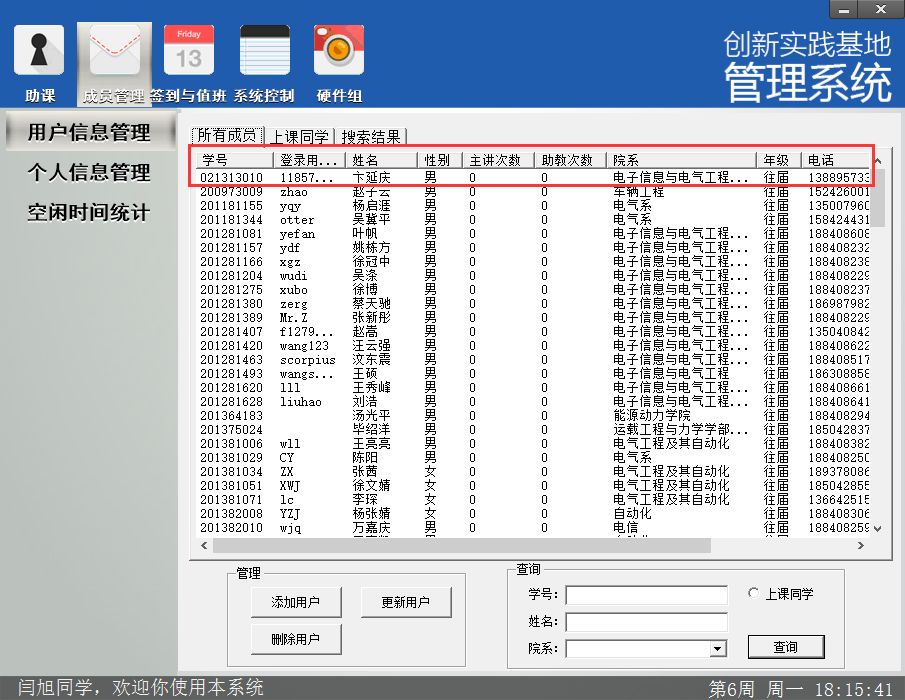 创新实践基地
管理系统
Friday
13
助课 成员管理 签到与值班 系统控制 硬件组
用户信息管理
个人信息管理
空闲时间统计
所有成员 上课同学 搜索结果
学号 登录用... 姓名 性别 主讲次数 助教次数 院系 年级 电话
021313010 11857... 卞延庆 男 0 0 电子信息与电气工程... 往届 138895733
200973009 zhao 赵子云 男 0 0 车辆工程 往届 152426001
201181155 yqy 杨启涯 男 0 0 电气系 往届 135007960
201181344 otter 吴冀平 男 0 0 电气系 往届 158424431
201281081 yefan 叶帆 男 0 0 电子信息与电气工程... 往届 188408608
201281157 ydf 姚栋方 男 0 0 电子信息与电气工程... 往届 188408232
201281166 xgz 徐冠中 男 0 0 电子信息与电气工程... 往届 188408238
201281204 wudi 吴涤 男 0 0 电子信息与电气工程... 往届 188408229
201281275 xubo 徐博 男 0 0 电子信息与电气工程... 往届 188408237
201281380 zerg 蔡天驰 男 0 0 电子信息与电气工程... 往届 186987982
201281389 Mr.Z 张新彤 男 0 0 电子信息与电气工程... 往届 188408229
201281407 f1279... 赵嵩 男 0 0 电子信息与电气工程... 往届 135040842
201281420 wang123 汪云强 男 0 0 电子信息与电气工程... 往届 188408622
201281463 scorpius 汶东震 男 0 0 电子信息与电气工程... 往届 188408517
201281493 wangs... 王硕 男 0 0 电子信息与电气工程 往届 186308858
201281620 lll 王秀峰 男 0 0 电子信息与电气工程... 往届 188408661
201281628 liuhao 刘浩 男 0 0 电子信息与电气工程... 往届 188408641
201364183 汤光平 男 0 0 能源动力学院 往届 188408294
201375024 毕绍洋 男 0 0 运载工程与力学学部... 往届 185042837
201381006 wll 王亮亮 男 0 0 电气工程及其自动化 往届 188408382
201381029 CY 陈阳 男 0 0 电气系 往届 188408250
201381034 ZX 张茜 女 0 0 电气工程及其自动化 往届 189378086
201381051 XWJ 徐文婧 女 0 0 电气工程及其自动化 往届 185042855
201381071 lc 李琛 女 0 0 电气工程及其自动化 往届 136642515
201382008 YZJ 杨张婧 女 0 0 自动化 往届 188408306
201382010 wjq 万嘉庆 男 0 0 电信 往届 188408259
管理
添加用户 更新用户
删除用户
查询
学号: 上课同学
姓名:
院系: 查询
闫旭同学，欢迎你使用本系统 第6周 周一 18:15:41